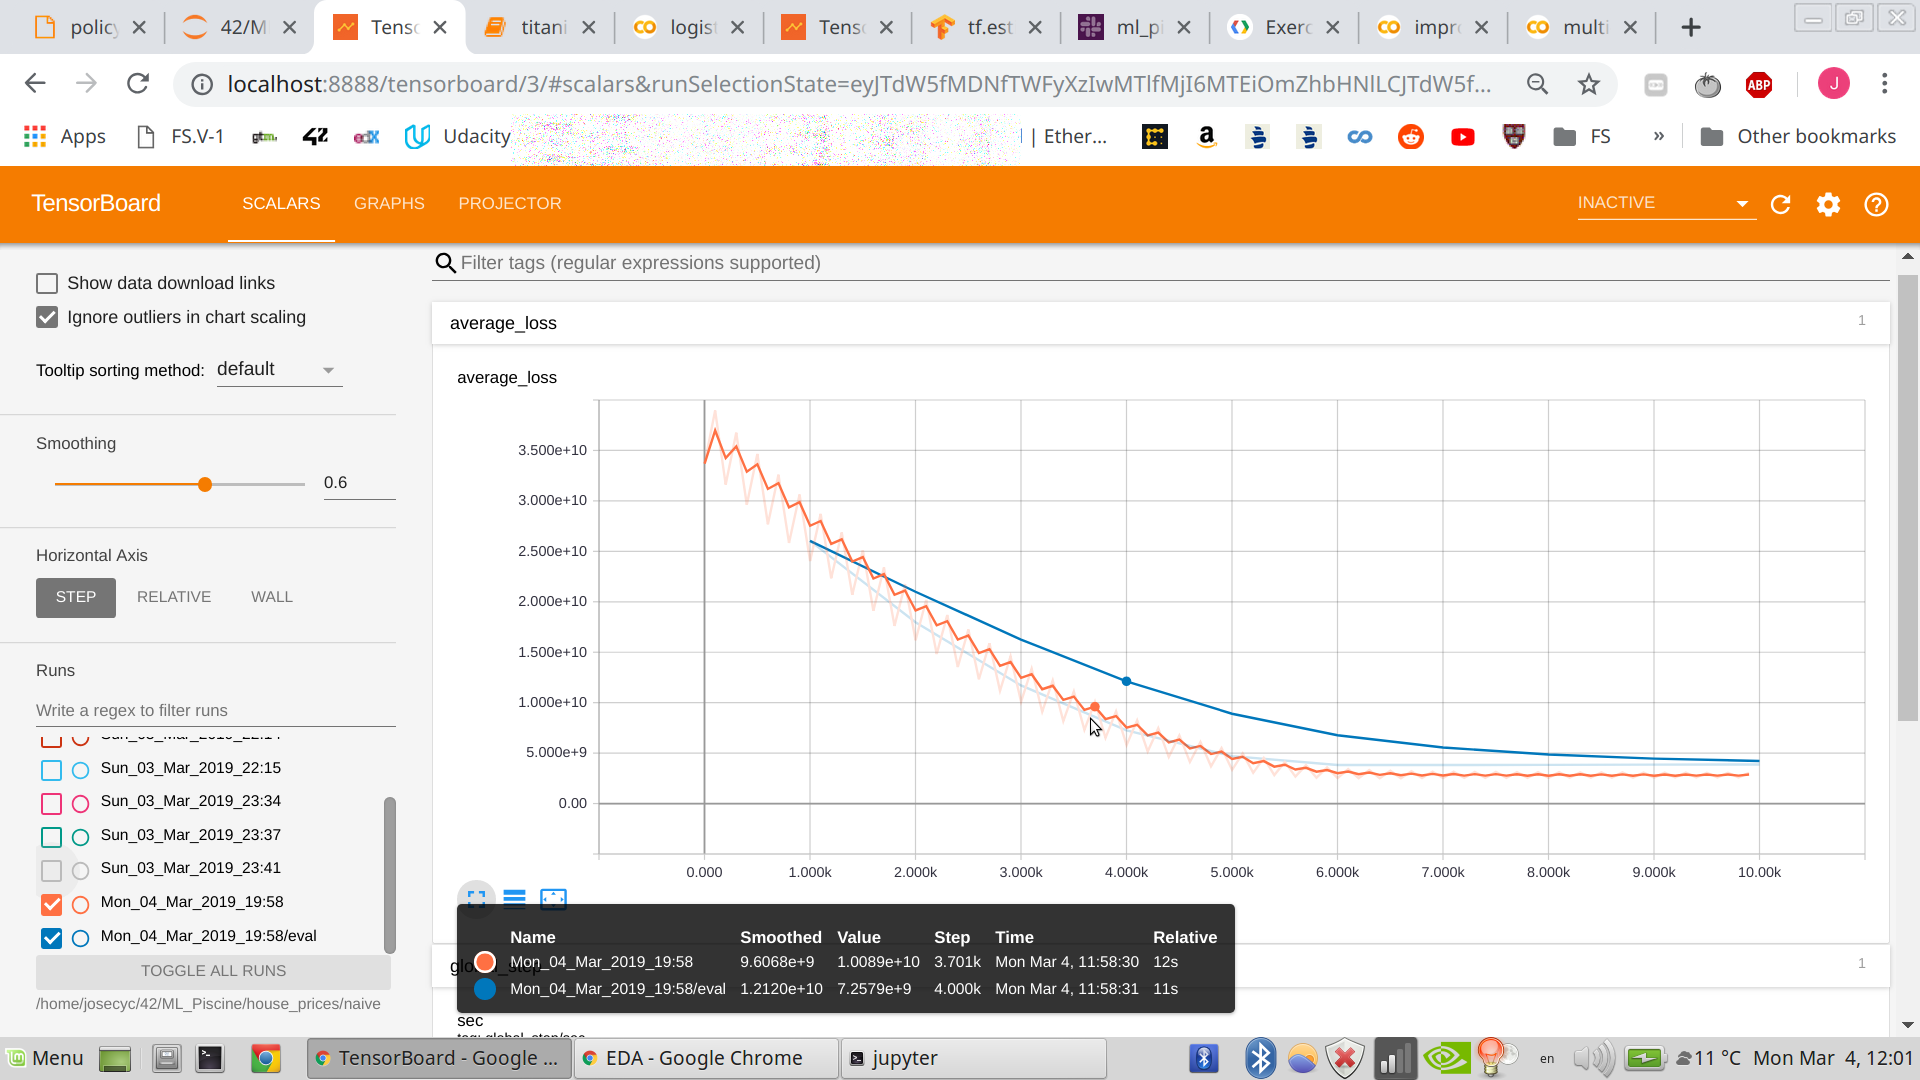 policy
42/M
Tenso
titani
logist
Tenso
tf.est
ml_pi
Exerc
impro
multi
localhost:8888/tensorboard/3/#scalars&runSelectionState=eyJTdW5fMDNfTWFyXzIwMTlfMjI6MTEiOmZhbHNlLCJTdW5f...
ABP
J
Apps
FS.V-1
42
edX
Udacity
| Ether...
FS
»
Other bookmarks
TensorBoard
SCALARS
GRAPHS
PROJECTOR
INACTIVE
Show data download links
Ignore outliers in chart scaling
Tooltip sorting method:
default
Smoothing
0.6
Horizontal Axis
STEP
RELATIVE
WALL
Runs
Write a regex to filter runs
Sun_03_Mar_2019_22:15
Sun_03_Mar_2019_23:34
Sun_03_Mar_2019_23:37
Sun_03_Mar_2019_23:41
Mon_04_Mar_2019_19:58
Mon_04_Mar_2019_19:58/eval
TOGGLE ALL RUNS
/home/josecyc/42/ML_Piscine/house_prices/naive
Filter tags (regular expressions supported)
average_loss
1
average_loss
3.500e+10
3.000e+10
2.500e+10
2.000e+10
1.500e+10
1.000e+10
5.000e+9
0.00
0.000
1.000k
2.000k
3.000k
4.000k
5.000k
6.000k
7.000k
8.000k
9.000k
10.00k
Name Smoothed Value Step Time Relative
Mon_04_Mar_2019_19:58 9.6068e+9 1.0089e+10 3.701k Mon Mar 4, 11:58:30 12s
Mon_04_Mar_2019_19:58/eval 1.2120e+10 7.2579e+9 4.000k Mon Mar 4, 11:58:31 11s
1
sec
Menu
TensorBoard - Google ...
EDA - Google Chrome
jupyter
en
11 °C
Mon Mar 4, 12:01